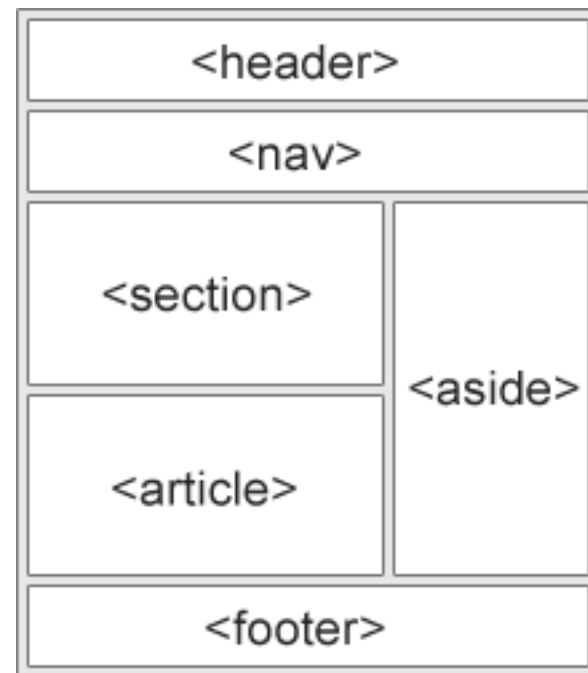 <header>
<nav>
<section>
<aside>
<article>
<footer>